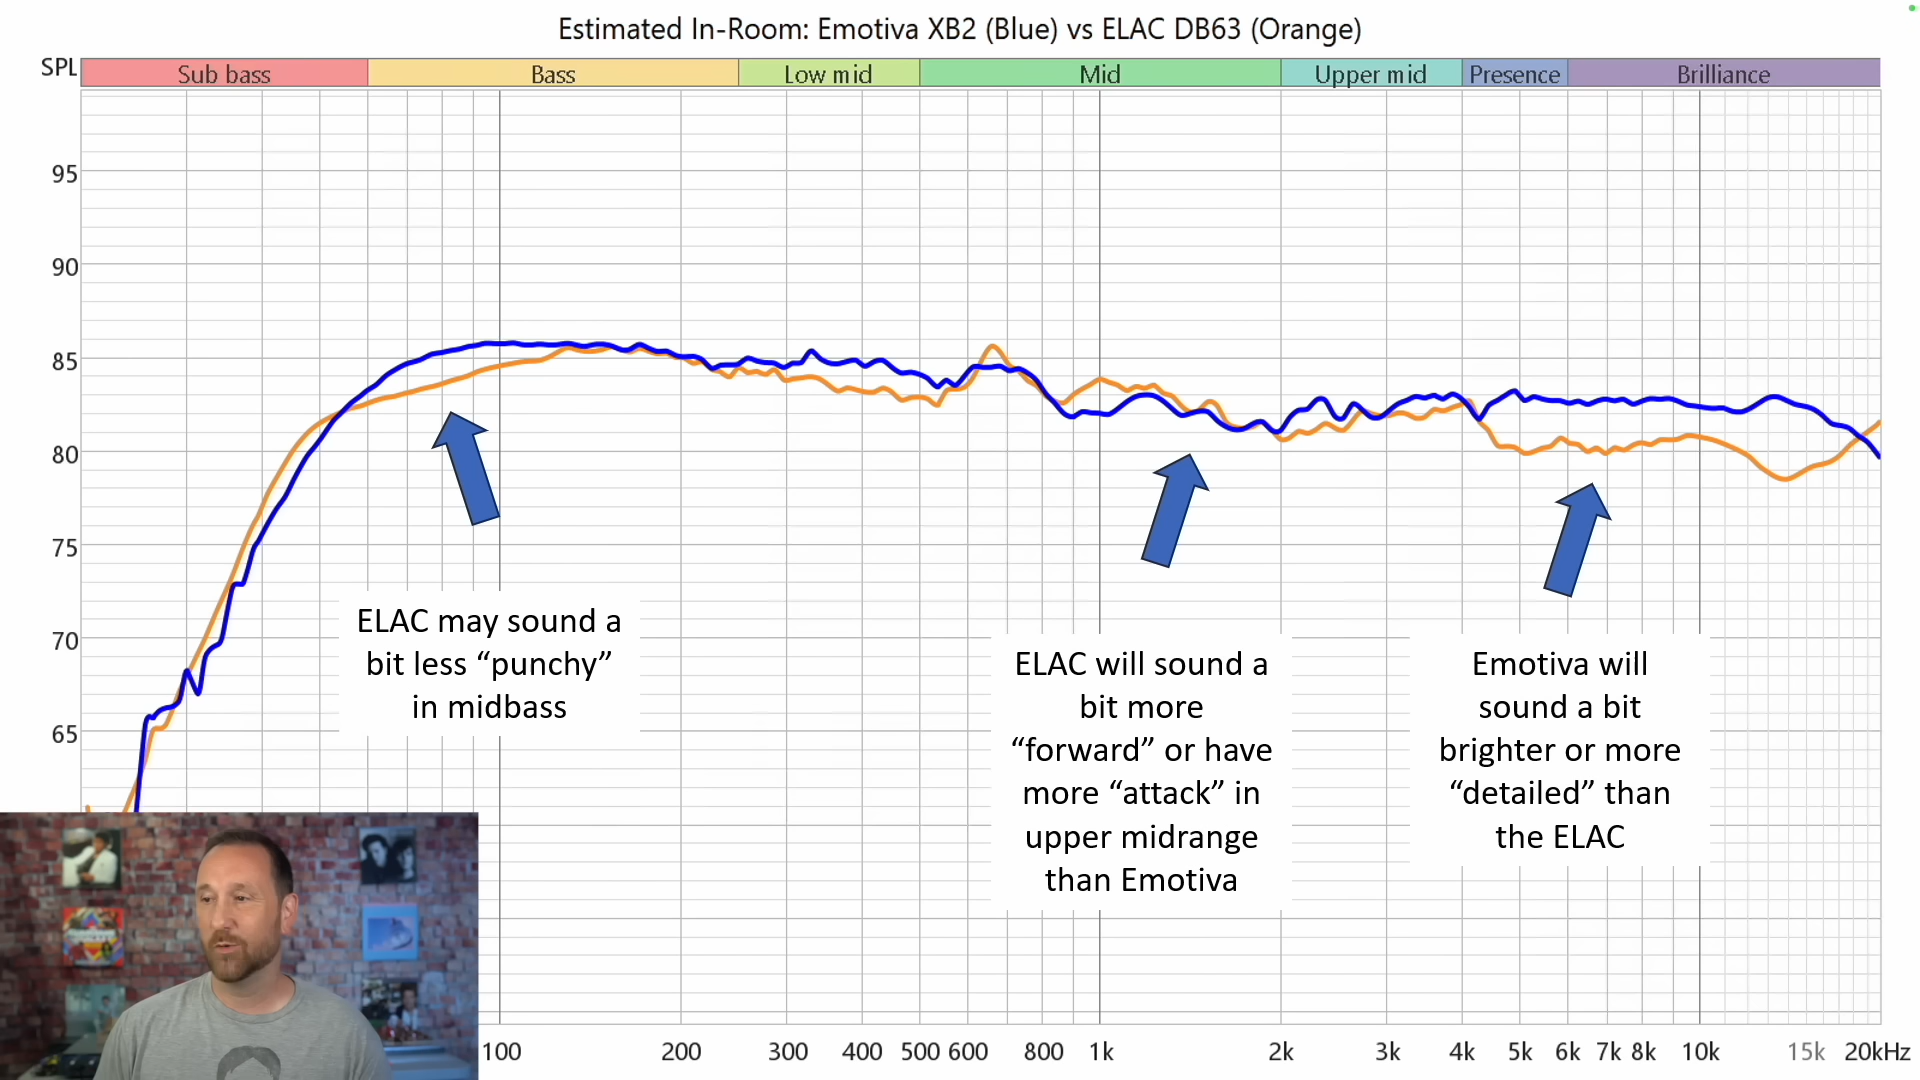 Estimated In-Room: Emotiva XB2 (Blue) vs ELAC DB63 (Orange)
SPL
Sub bass
Bass
Low mid
Mid
Upper mid
Presence
Brilliance
95
90
85
80
75
70
65
ELAC may sound a
bit less “punchy”
in midbass
ELAC will sound a
bit more
“forward” or have
more “attack” in
upper midrange
than Emotiva
Emotiva will
sound a bit
brighter or more
“detailed” than
the ELAC
100 200 300 400 500 600 800 1k 2k 3k 4k 5k 6k 7k 8k 10k 15k 20kHz